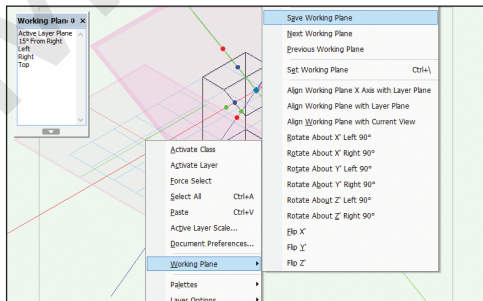 Working Plane
Active Layer Plane
15° From Right
Left
Right
Top
Activate Class
Activate Layer
Force Select
Select All Ctrl+A
Paste Ctrl+V
Active Layer Scale...
Document Preferences...
Working Plane
Palettes
Layer Options
Save Working Plane
Next Working Plane
Previous Working Plane
Set Working Plane Ctrl+\
Align Working Plane X Axis with Layer Plane
Align Working Plane with Layer Plane
Align Working Plane with Current View
Rotate About X' Left 90°
Rotate About X' Right 90°
Rotate About Y' Left 90°
Rotate About Y' Right 90°
Rotate About Z' Left 90°
Rotate About Z' Right 90°
Flip X'
Flip Y'
Flip Z'